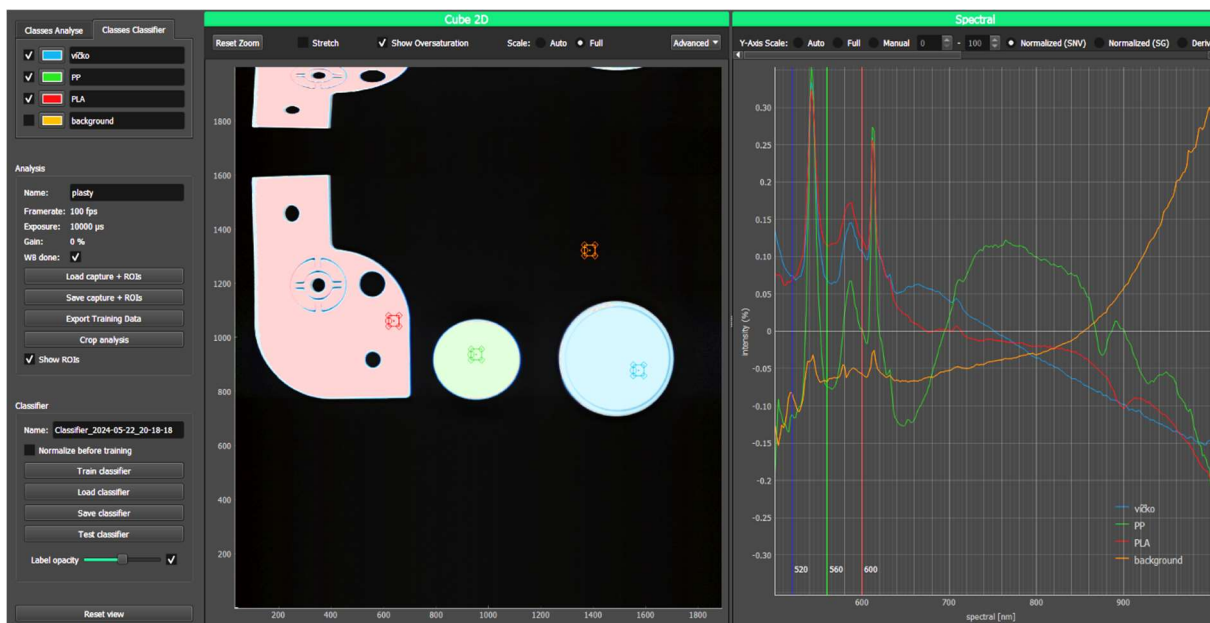 Classes Analyse
Classes Classifier
víčko
PP
PLA
background
Analysis
Name: plasty
Framerate: 100 fps
Exposure: 10000 µs
Gain: 0 %
WB done:
Load capture + ROIs
Save capture + ROIs
Export Training Data
Crop analysis
Show ROIs
Classifier
Name: Classifier_2024-05-22_20-18-18
Normalize before training
Train classifier
Load classifier
Save classifier
Test classifier
Label opacity
Reset view
Cube 2D
Reset Zoom Stretch Show Oversaturation Scale: Auto Full Advanced
1800
1600
1400
1200
1000
800
600
400
200
200 400 600 800 1000 1200 1400 1600 1800
Spectral
Y-Axis Scale: Auto Full Manual 0 - 100 Normalized (SNV) Normalized (SG) Deriv
intensity (%)
0.30
0.25
0.2
0.15
0.10
0.05
0
-0.05
-0.10
-0.15
-0.2
-0.25
-0.30
víčko
PP
PLA
background
520 560 600
600 700 800 900
spectral [nm]